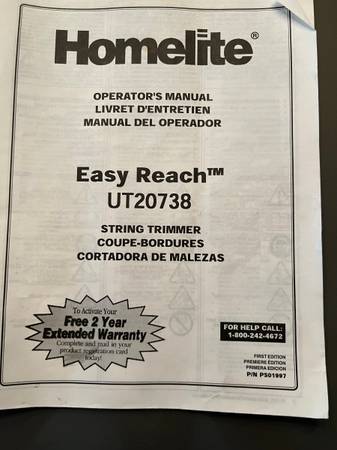 Homelite®
OPERATOR'S MANUAL
LIVRET D'ENTRETIEN
MANUAL DEL OPERADOR
Easy Reach™
UT20738
STRING TRIMMER
COUPE-BORDURES
CORTADORA DE MALEZAS
To Activate Your
Free 2 Year
Extended Warranty
Complete and mail in your
product registration card
today!
FOR HELP CALL:
1-800-242-4672
FIRST EDITION
PREMIERE ÉDITION
PRIMERA EDICION
P/N PS01997